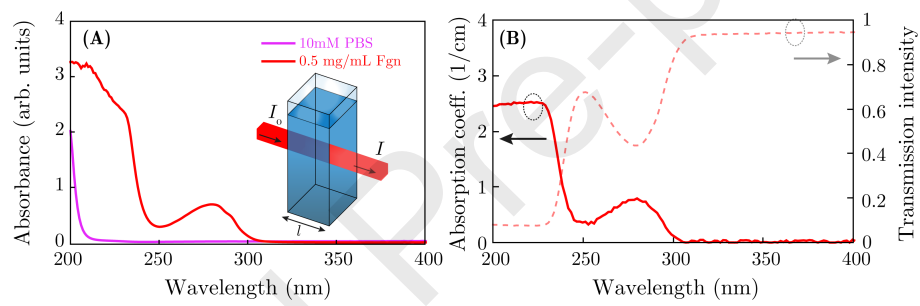 (A)
10mM PBS
0.5 mg/mL Fgn
I₀
I
l
Absorbance (arb. units)
4
3
2
1
0
200
250
300
350
400
Wavelength (nm)
(B)
Absorption coeff. (1/cm)
4
3
2
1
0
200
250
300
350
400
Wavelength (nm)
1
0.8
0.6
0.4
0.2
0
Transmission intensity
l Pre-p